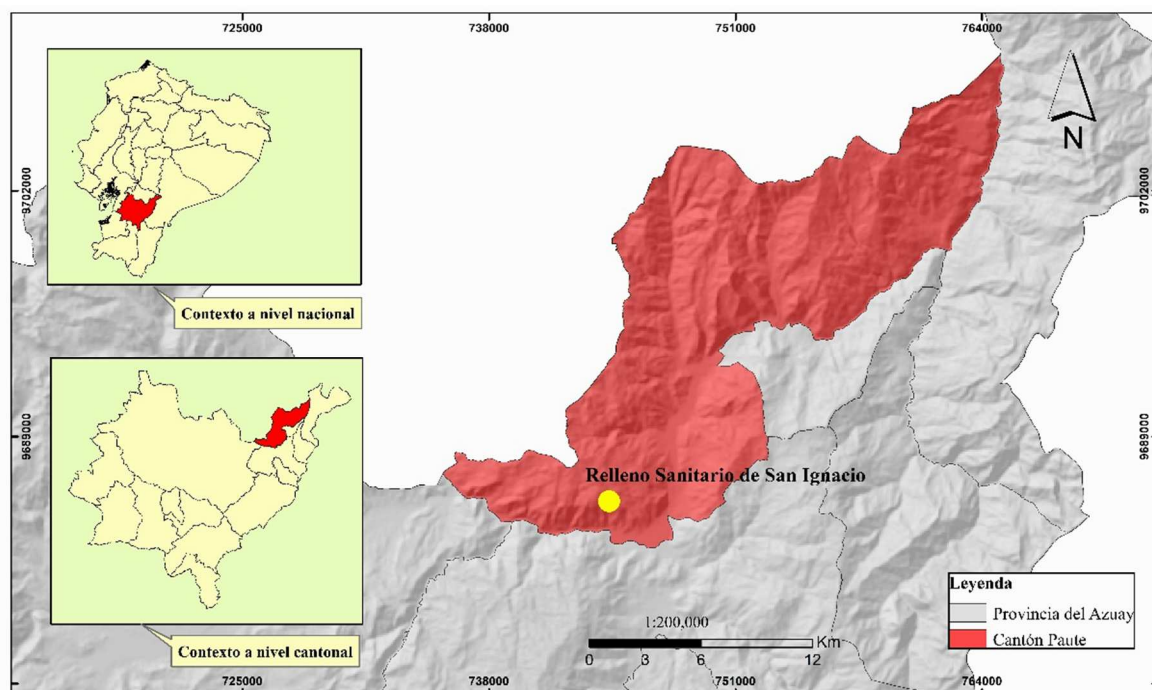 725000 738000 751000 764000
9702000 9702000
N
Contexto a nivel nacional
9689000 9689000
Relleno Sanitario de San Ignacio
Contexto a nivel cantonal
1:200,000
Km
0 3 6 12
Leyenda
Provincia del Azuay
Cantón Paute
725000 738000 751000 764000